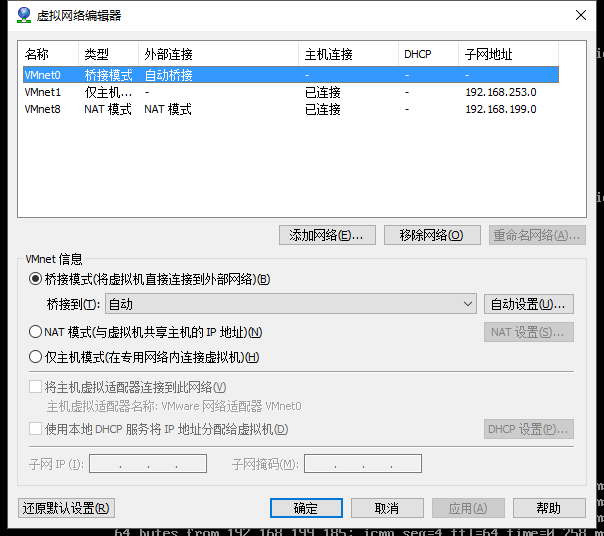 虚拟网络编辑器
名称 类型 外部连接 主机连接 DHCP 子网地址
VMnet0 桥接模式 自动桥接 - - -
VMnet1 仅主机... - 已连接 - 192.168.253.0
VMnet8 NAT 模式 NAT 模式 已连接 - 192.168.199.0
添加网络(E)... 移除网络(O) 重命名网络(A)...
VMnet 信息
桥接模式(将虚拟机直接连接到外部网络)(B)
桥接到(T): 自动 自动设置(U)...
NAT 模式(与虚拟机共享主机的 IP 地址)(N) NAT 设置(S)...
仅主机模式(在专用网络内连接虚拟机)(H)
将主机虚拟适配器连接到此网络(V)
主机虚拟适配器名称: VMware 网络适配器 VMnet0
使用本地 DHCP 服务将 IP 地址分配给虚拟机(D) DHCP 设置(P)...
子网 IP (I): . . . 子网掩码(M): . . .
还原默认设置(R) 确定 取消 应用(A) 帮助
64 bytes from 192.168.199.185: icmp_seq=4 ttl=64 time=0.258 m